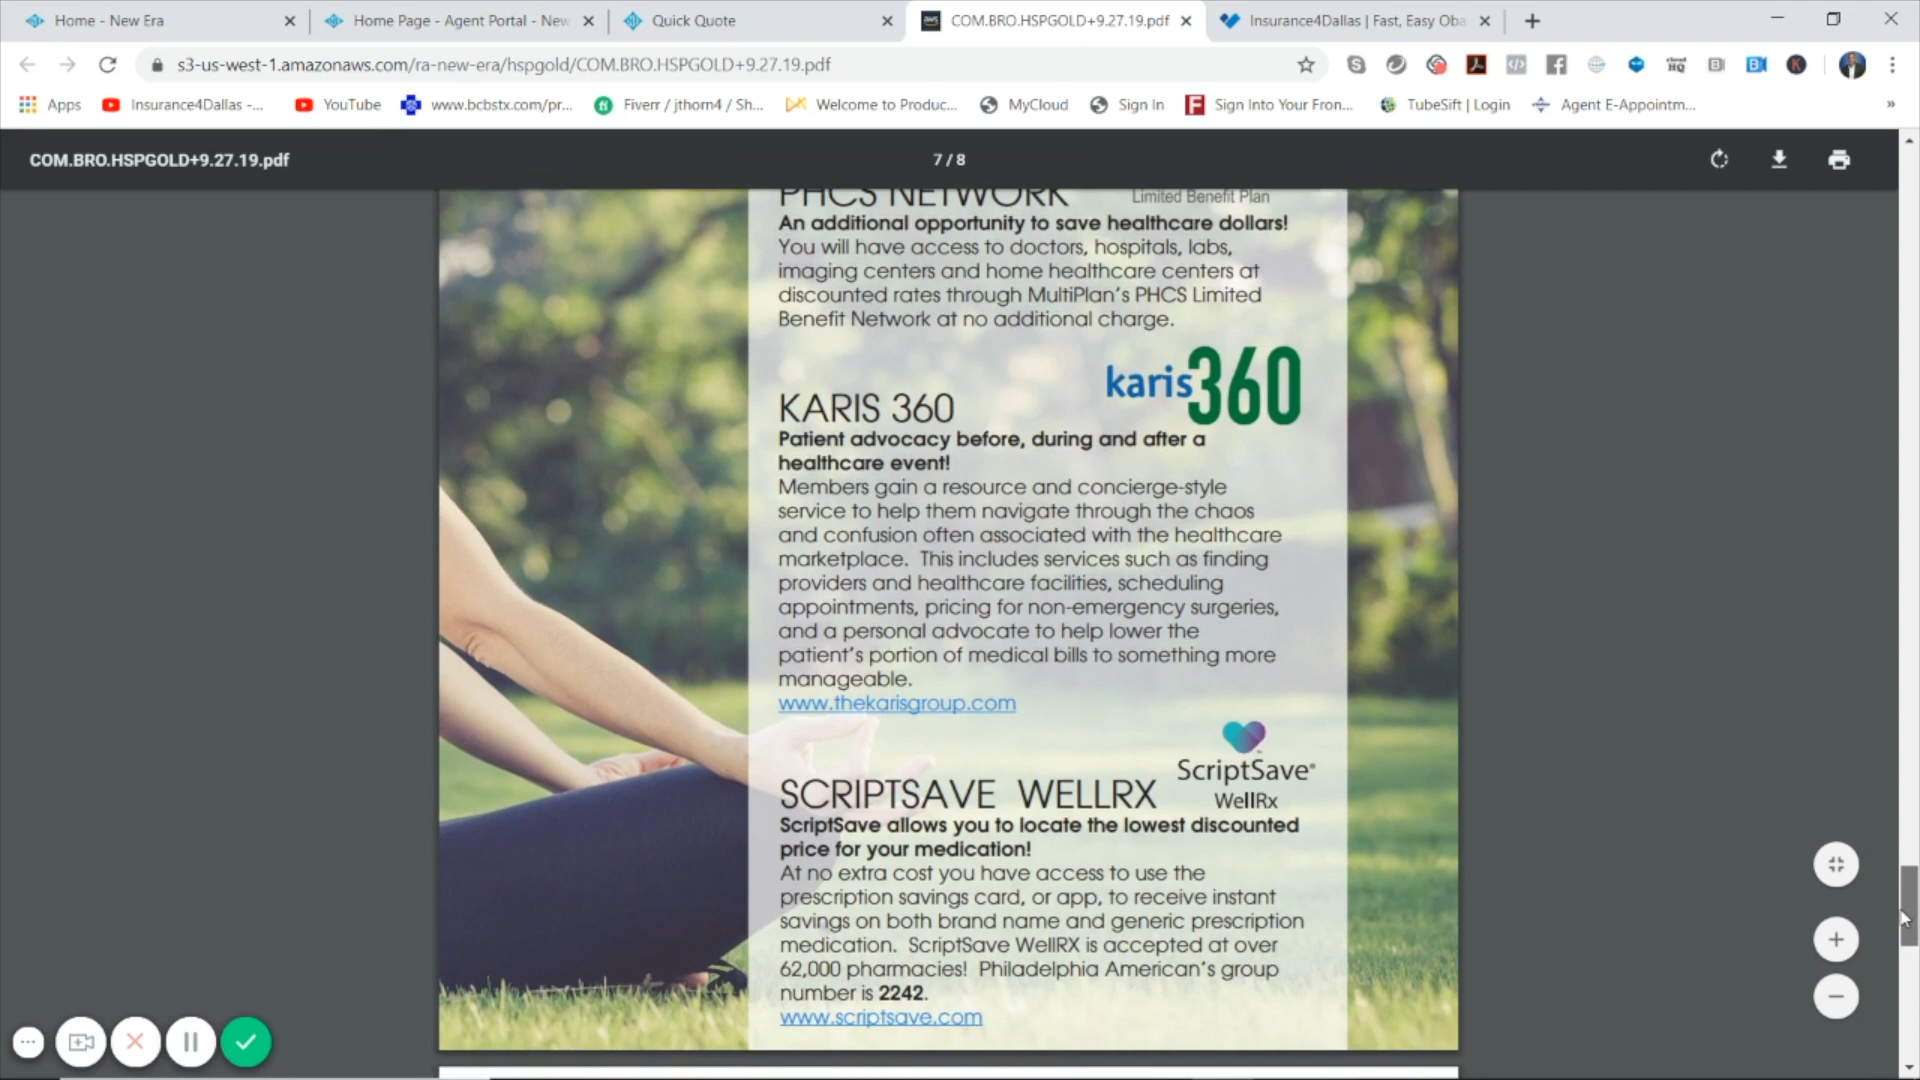 Home - New Era
Home Page - Agent Portal - New
Quick Quote
COM.BRO.HSPGOLD+9.27.19.pdf
Insurance4Dallas | Fast, Easy Oba
s3-us-west-1.amazonaws.com/ra-new-era/hspgold/COM.BRO.HSPGOLD+9.27.19.pdf
Apps
Insurance4Dallas -...
YouTube
www.bcbstx.com/pr...
Fiverr / jthorn4 / Sh...
Welcome to Produc...
MyCloud
Sign In
Sign Into Your Fron...
TubeSift | Login
Agent E-Appointm...
»
COM.BRO.HSPGOLD+9.27.19.pdf
7 / 8
PHCS NETWORK
Limited Benefit Plan
An additional opportunity to save healthcare dollars!
You will have access to doctors, hospitals, labs,
imaging centers and home healthcare centers at
discounted rates through MultiPlan's PHCS Limited
Benefit Network at no additional charge.
karis360
KARIS 360
Patient advocacy before, during and after a
healthcare event!
Members gain a resource and concierge-style
service to help them navigate through the chaos
and confusion often associated with the healthcare
marketplace. This includes services such as finding
providers and healthcare facilities, scheduling
appointments, pricing for non-emergency surgeries,
and a personal advocate to help lower the
patient's portion of medical bills to something more
manageable.
www.thekarisgroup.com
ScriptSave®
WellRx
SCRIPTSAVE WELLRX
ScriptSave allows you to locate the lowest discounted
price for your medication!
At no extra cost you have access to use the
prescription savings card, or app, to receive instant
savings on both brand name and generic prescription
medication. ScriptSave WellRX is accepted at over
62,000 pharmacies! Philadelphia American's group
number is 2242.
www.scriptsave.com